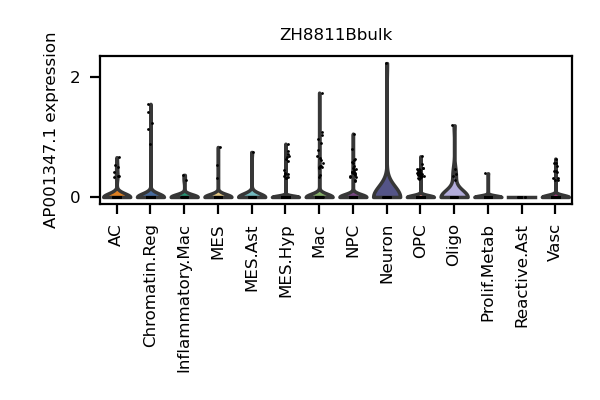 ZH8811Bbulk
AP001347.1 expression
2
0
AC
Chromatin.Reg
Inflammatory.Mac
MES
MES.Ast
MES.Hyp
Mac
NPC
Neuron
OPC
Oligo
Prolif.Metab
Reactive.Ast
Vasc